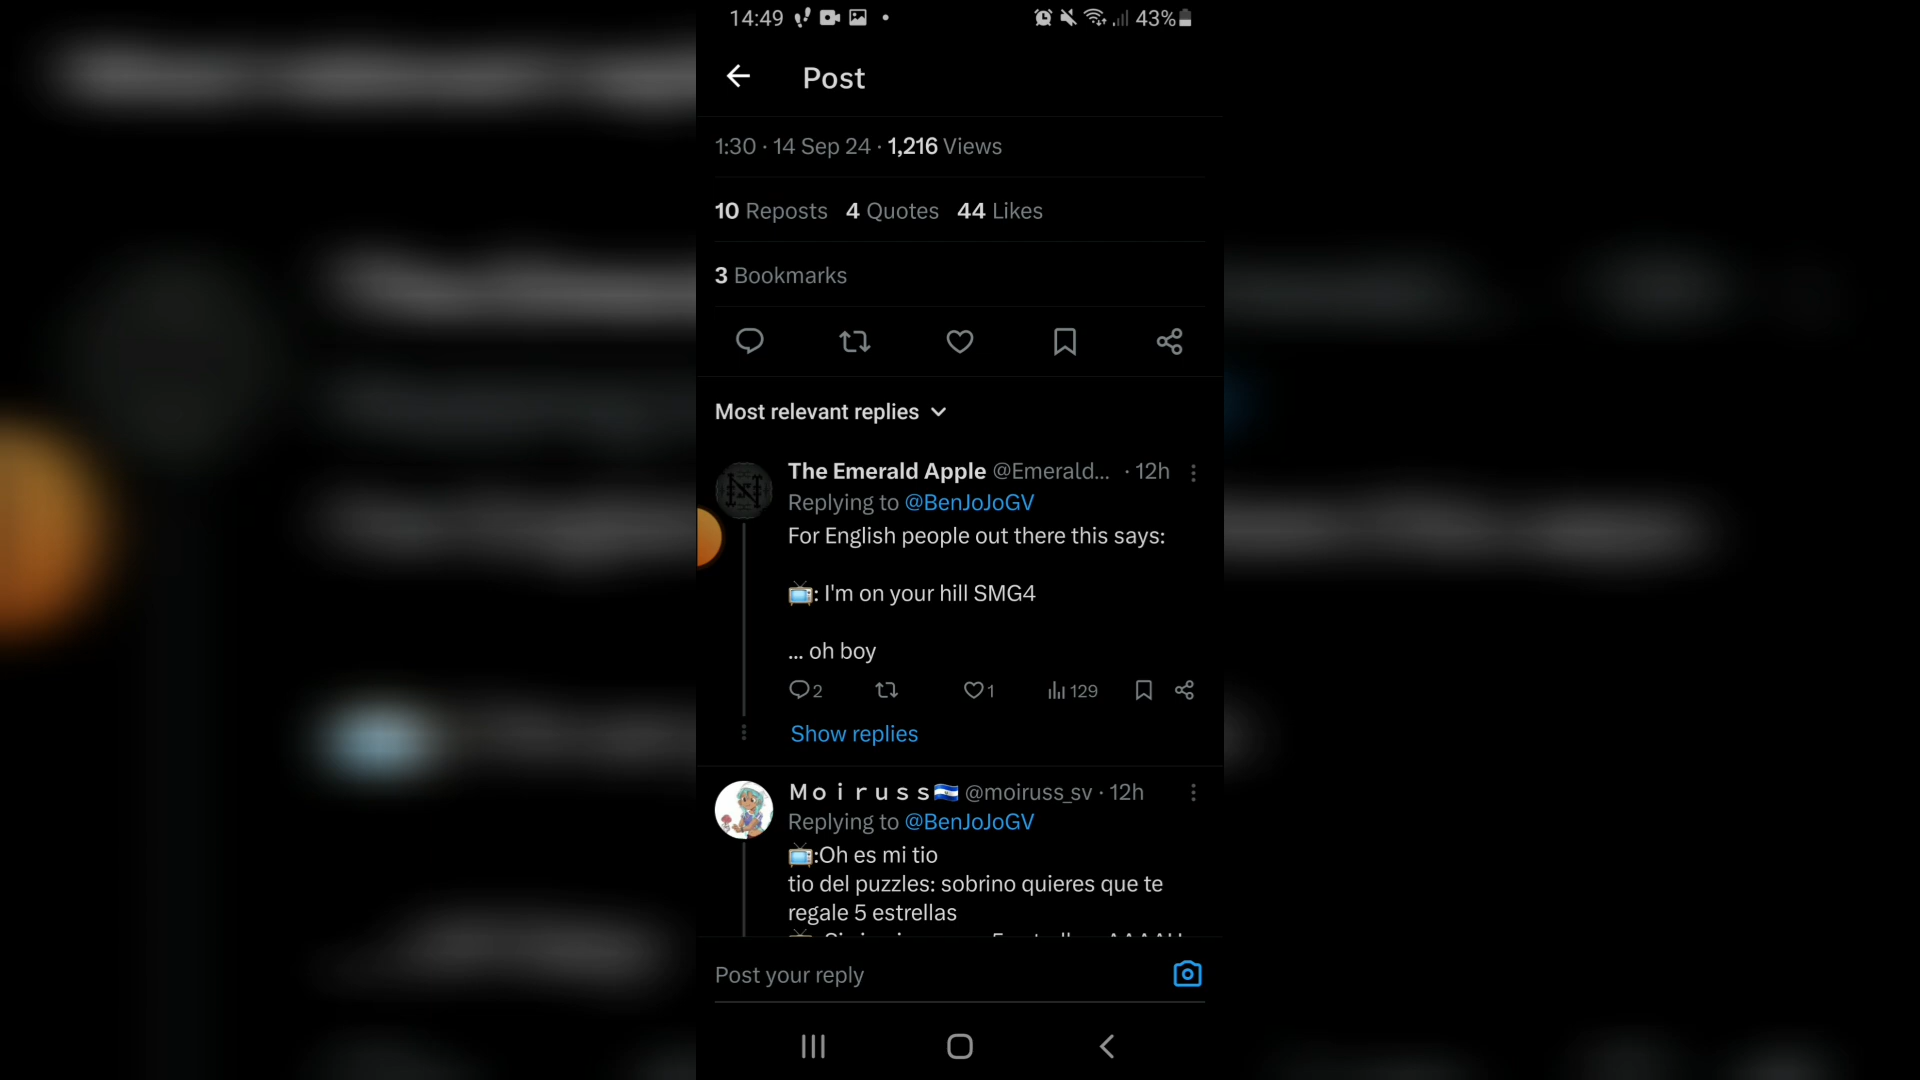 14:49 43%
Post
1:30 · 14 Sep 24 · 1,216 Views
10 Reposts 4 Quotes 44 Likes
3 Bookmarks
Most relevant replies
The Emerald Apple @Emerald... · 12h
Replying to @BenJoJoGV
For English people out there this says:
📺: I'm on your hill SMG4
... oh boy
2 1 129
Show replies
M o i r u s s🇸🇻 @moiruss_sv · 12h
Replying to @BenJoJoGV
📺:Oh es mi tio
tio del puzzles: sobrino quieres que te
regale 5 estrellas
Post your reply